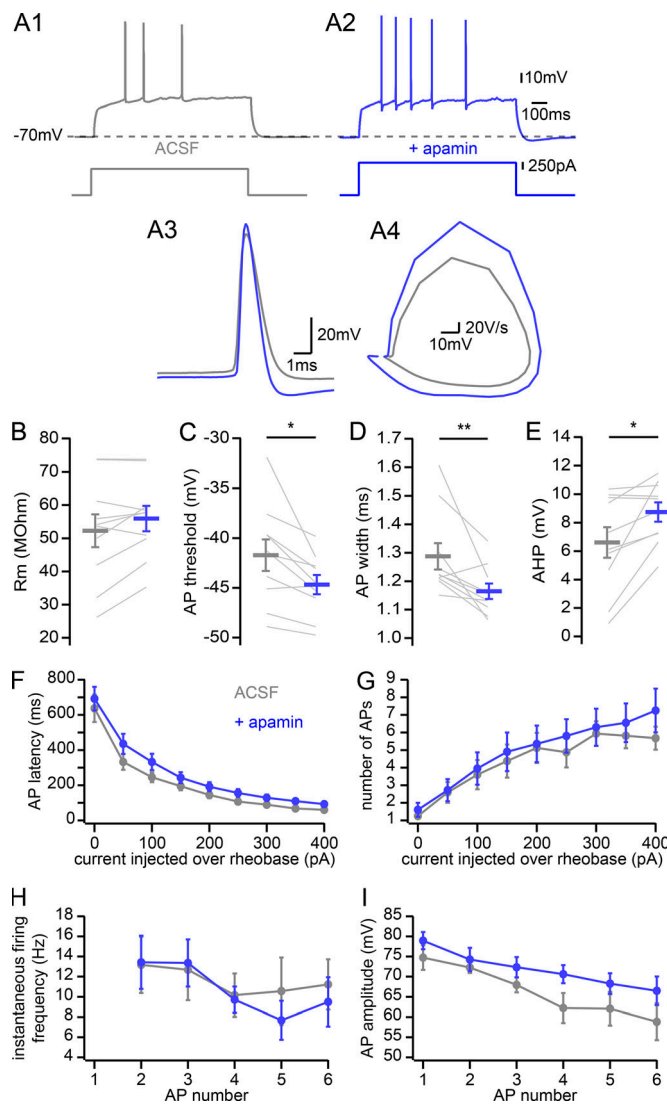 A1
A2
10mV
100ms
-70mV
ACSF
+ apamin
250pA
A3
A4
20mV
1ms
20V/s
10mV
B
C
D
E
*
**
*
Rm (MOhm)
80
70
60
50
40
30
20
AP threshold (mV)
-30
-35
-40
-45
-50
AP width (ms)
1.7
1.6
1.5
1.4
1.3
1.2
1.1
1.0
AHP (mV)
14
12
10
8
6
4
2
0
F
AP latency (ms)
800
600
400
200
ACSF
+ apamin
0 100 200 300 400
current injected over rheobase (pA)
G
number of APs
9
8
7
6
5
4
3
2
1
0 100 200 300 400
current injected over rheobase (pA)
H
instantaneous firing
frequency (Hz)
18
16
14
12
10
8
6
4
1 2 3 4 5 6
AP number
I
AP amplitude (mV)
85
80
75
70
65
60
55
50
1 2 3 4 5 6
AP number